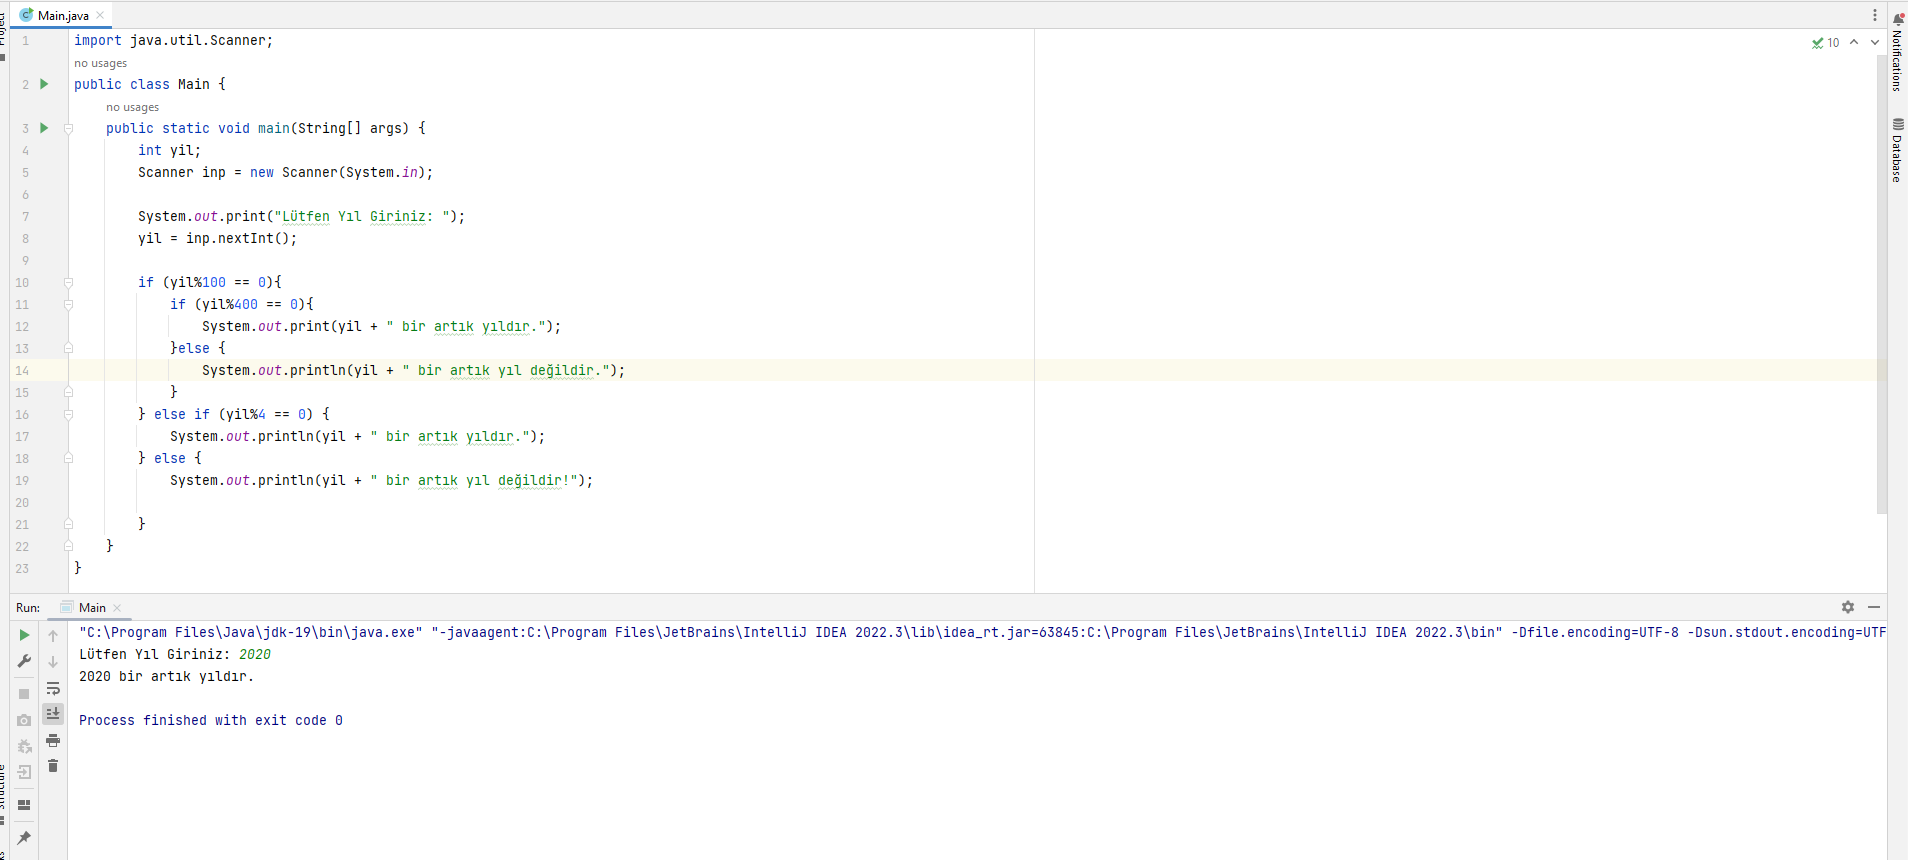 Project
Main.java
Notifications
Database
10
1 import java.util.Scanner;
no usages
2 public class Main {
no usages
3 public static void main(String[] args) {
4 int yil;
5 Scanner inp = new Scanner(System.in);
6
7 System.out.print("Lütfen Yıl Giriniz: ");
8 yil = inp.nextInt();
9
10 if (yil%100 == 0){
11 if (yil%400 == 0){
12 System.out.print(yil + " bir artık yıldır.");
13 }else {
14 System.out.println(yil + " bir artık yıl değildir.");
15 }
16 } else if (yil%4 == 0) {
17 System.out.println(yil + " bir artık yıldır.");
18 } else {
19 System.out.println(yil + " bir artık yıl değildir!");
20
21 }
22 }
23 }
Run: Main
"C:\Program Files\Java\jdk-19\bin\java.exe" "-javaagent:C:\Program Files\JetBrains\IntelliJ IDEA 2022.3\lib\idea_rt.jar=63845:C:\Program Files\JetBrains\IntelliJ IDEA 2022.3\bin" -Dfile.encoding=UTF-8 -Dsun.stdout.encoding=UTF
Lütfen Yıl Giriniz: 2020
2020 bir artık yıldır.
Process finished with exit code 0
Structure